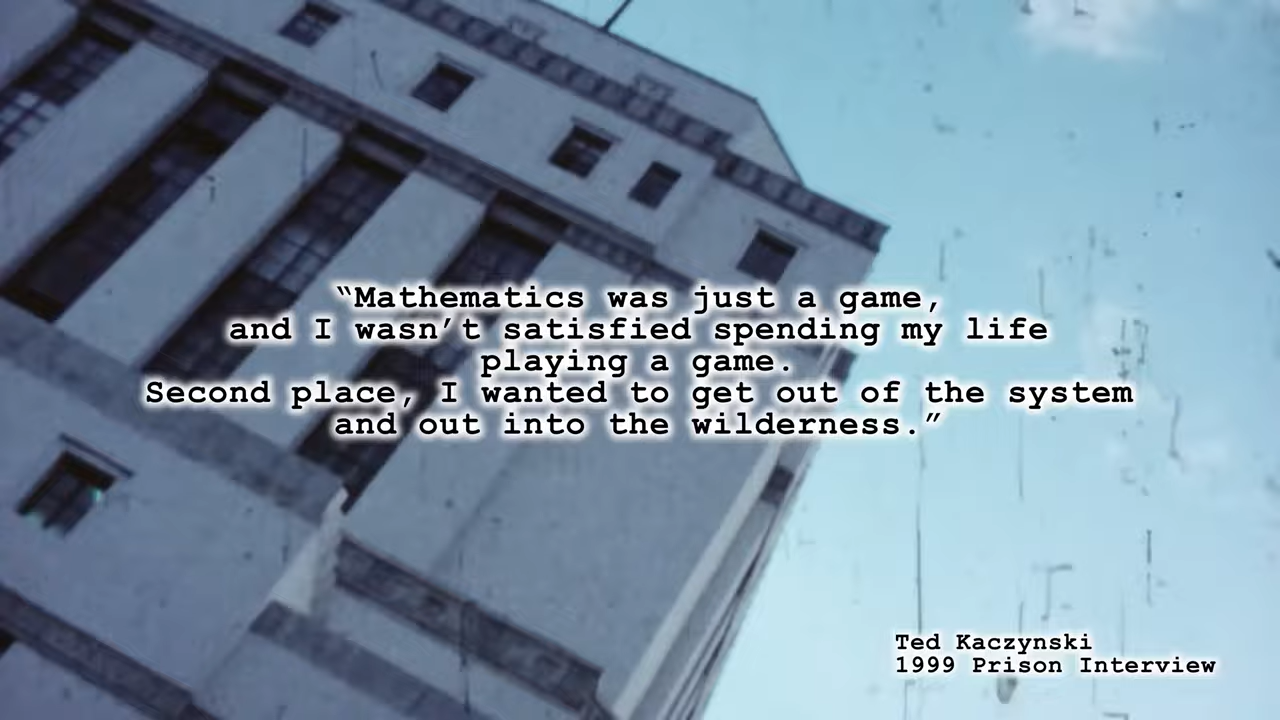 “Mathematics was just a game,
and I wasn’t satisfied spending my life
playing a game.
Second place, I wanted to get out of the system
and out into the wilderness.”
Ted Kaczynski
1999 Prison Interview